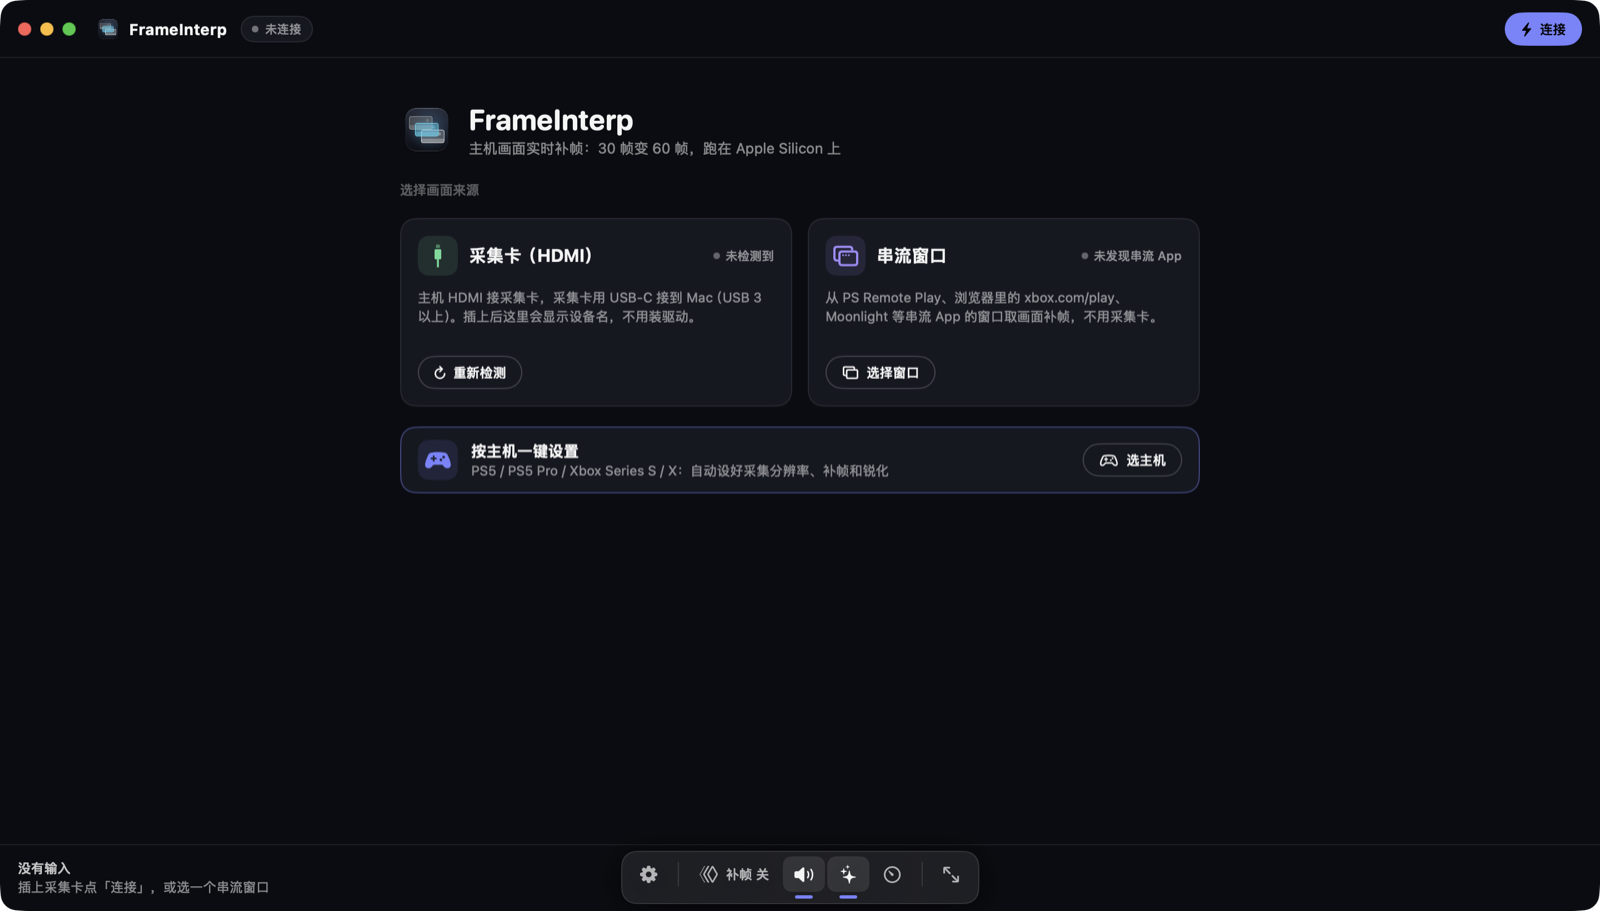 FrameInterp
未连接
连接
FrameInterp
主机画面实时补帧：30 帧变 60 帧，跑在 Apple Silicon 上
选择画面来源
采集卡（HDMI）
未检测到
主机 HDMI 接采集卡，采集卡用 USB-C 接到 Mac (USB 3
以上)。插上后这里会显示设备名，不用装驱动。
重新检测
串流窗口
未发现串流 App
从 PS Remote Play、浏览器里的 xbox.com/play、
Moonlight 等串流 App 的窗口取画面补帧，不用采集卡。
选择窗口
按主机一键设置
PS5 / PS5 Pro / Xbox Series S / X：自动设好采集分辨率、补帧和锐化
选主机
没有输入
插上采集卡点「连接」，或选一个串流窗口
补帧 关